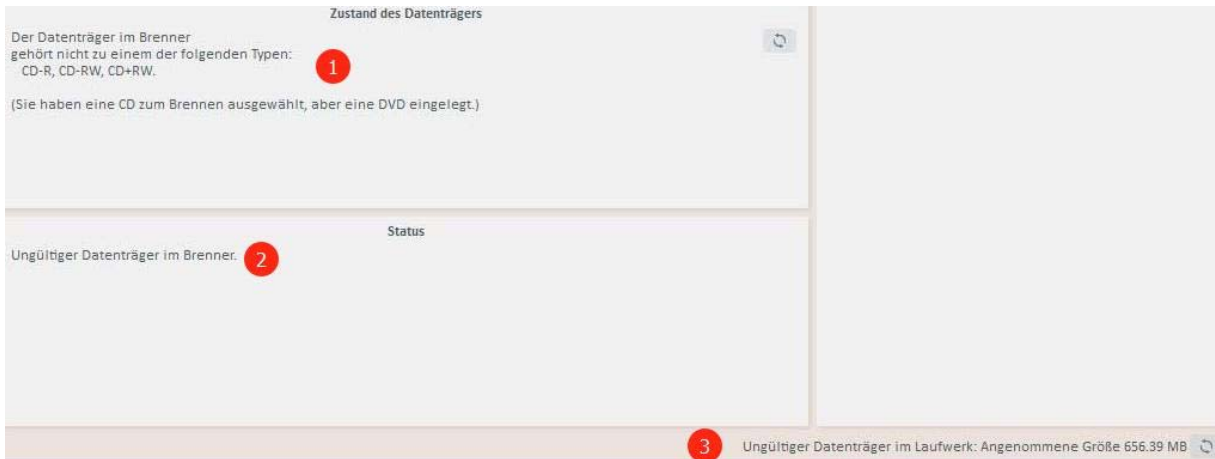 Zustand des Datenträgers
Der Datenträger im Brenner
gehört nicht zu einem der folgenden Typen:
CD-R, CD-RW, CD+RW.
1
(Sie haben eine CD zum Brennen ausgewählt, aber eine DVD eingelegt.)
Status
Ungültiger Datenträger im Brenner.
2
3
Ungültiger Datenträger im Laufwerk: Angenommene Größe 656.39 MB